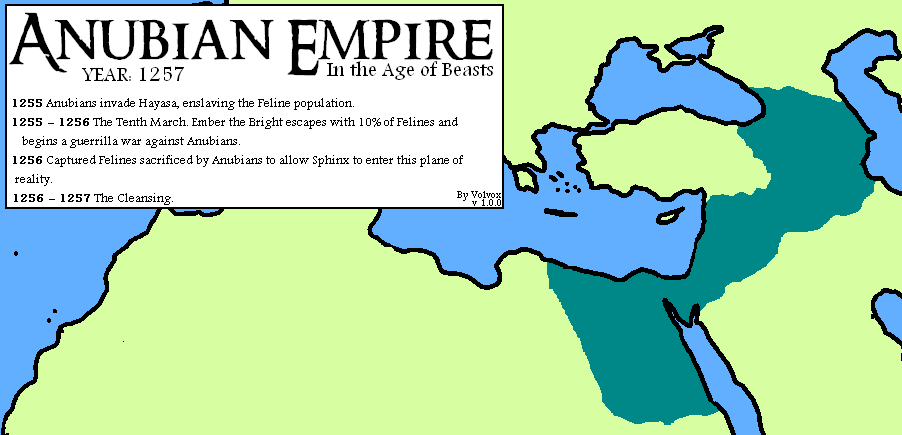 ANUBIAN EMPIRE
YEAR: 1257
In the Age of Beasts
1255 Anubians invade Hayasa, enslaving the Feline population.
1255 – 1256 The Tenth March. Ember the Bright escapes with 10% of Felines and
begins a guerrilla war against Anubians.
1256 Captured Felines sacrificed by Anubians to allow Sphinx to enter this plane of
reality.
1256 – 1257 The Cleansing.
By Volvox
v 1.0.0